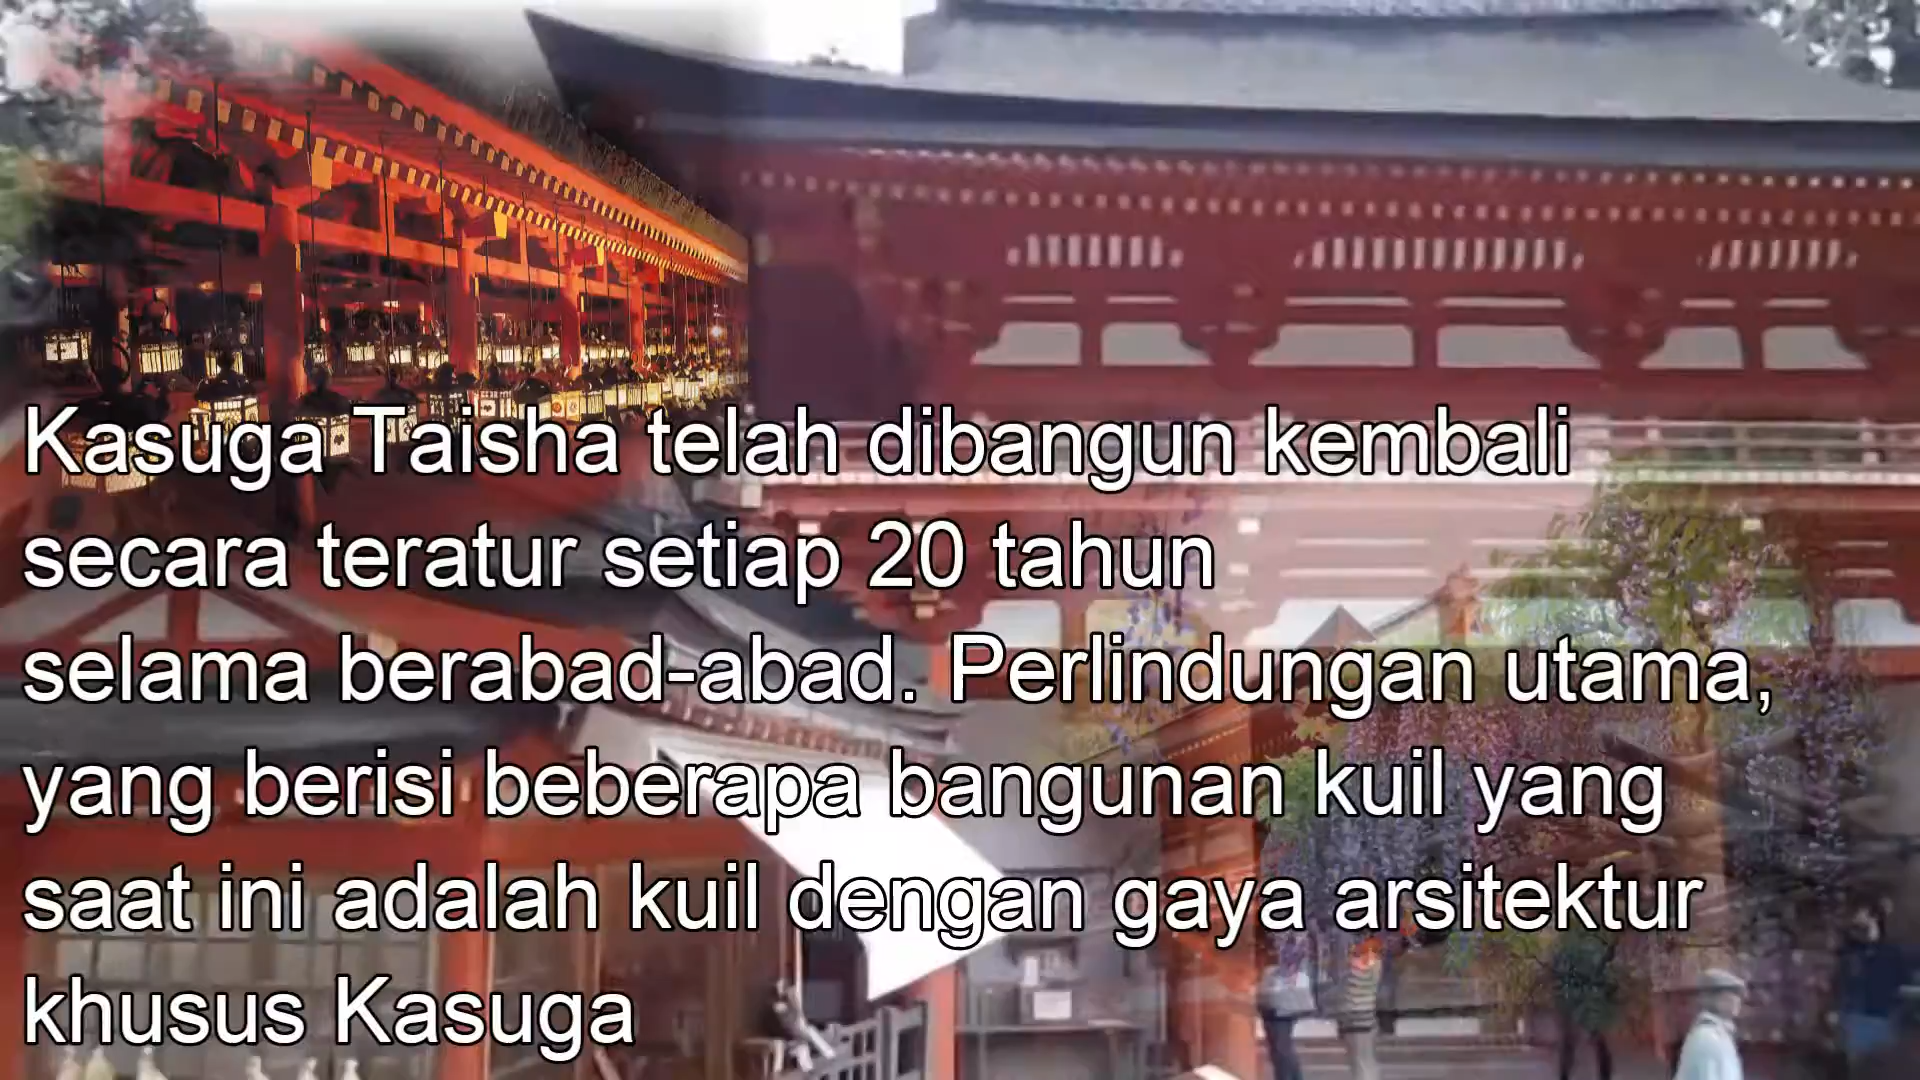 Kasuga Taisha telah dibangun kembali
secara teratur setiap 20 tahun
selama berabad-abad. Perlindungan utama,
yang berisi beberapa bangunan kuil yang
saat ini adalah kuil dengan gaya arsitektur
khusus Kasuga